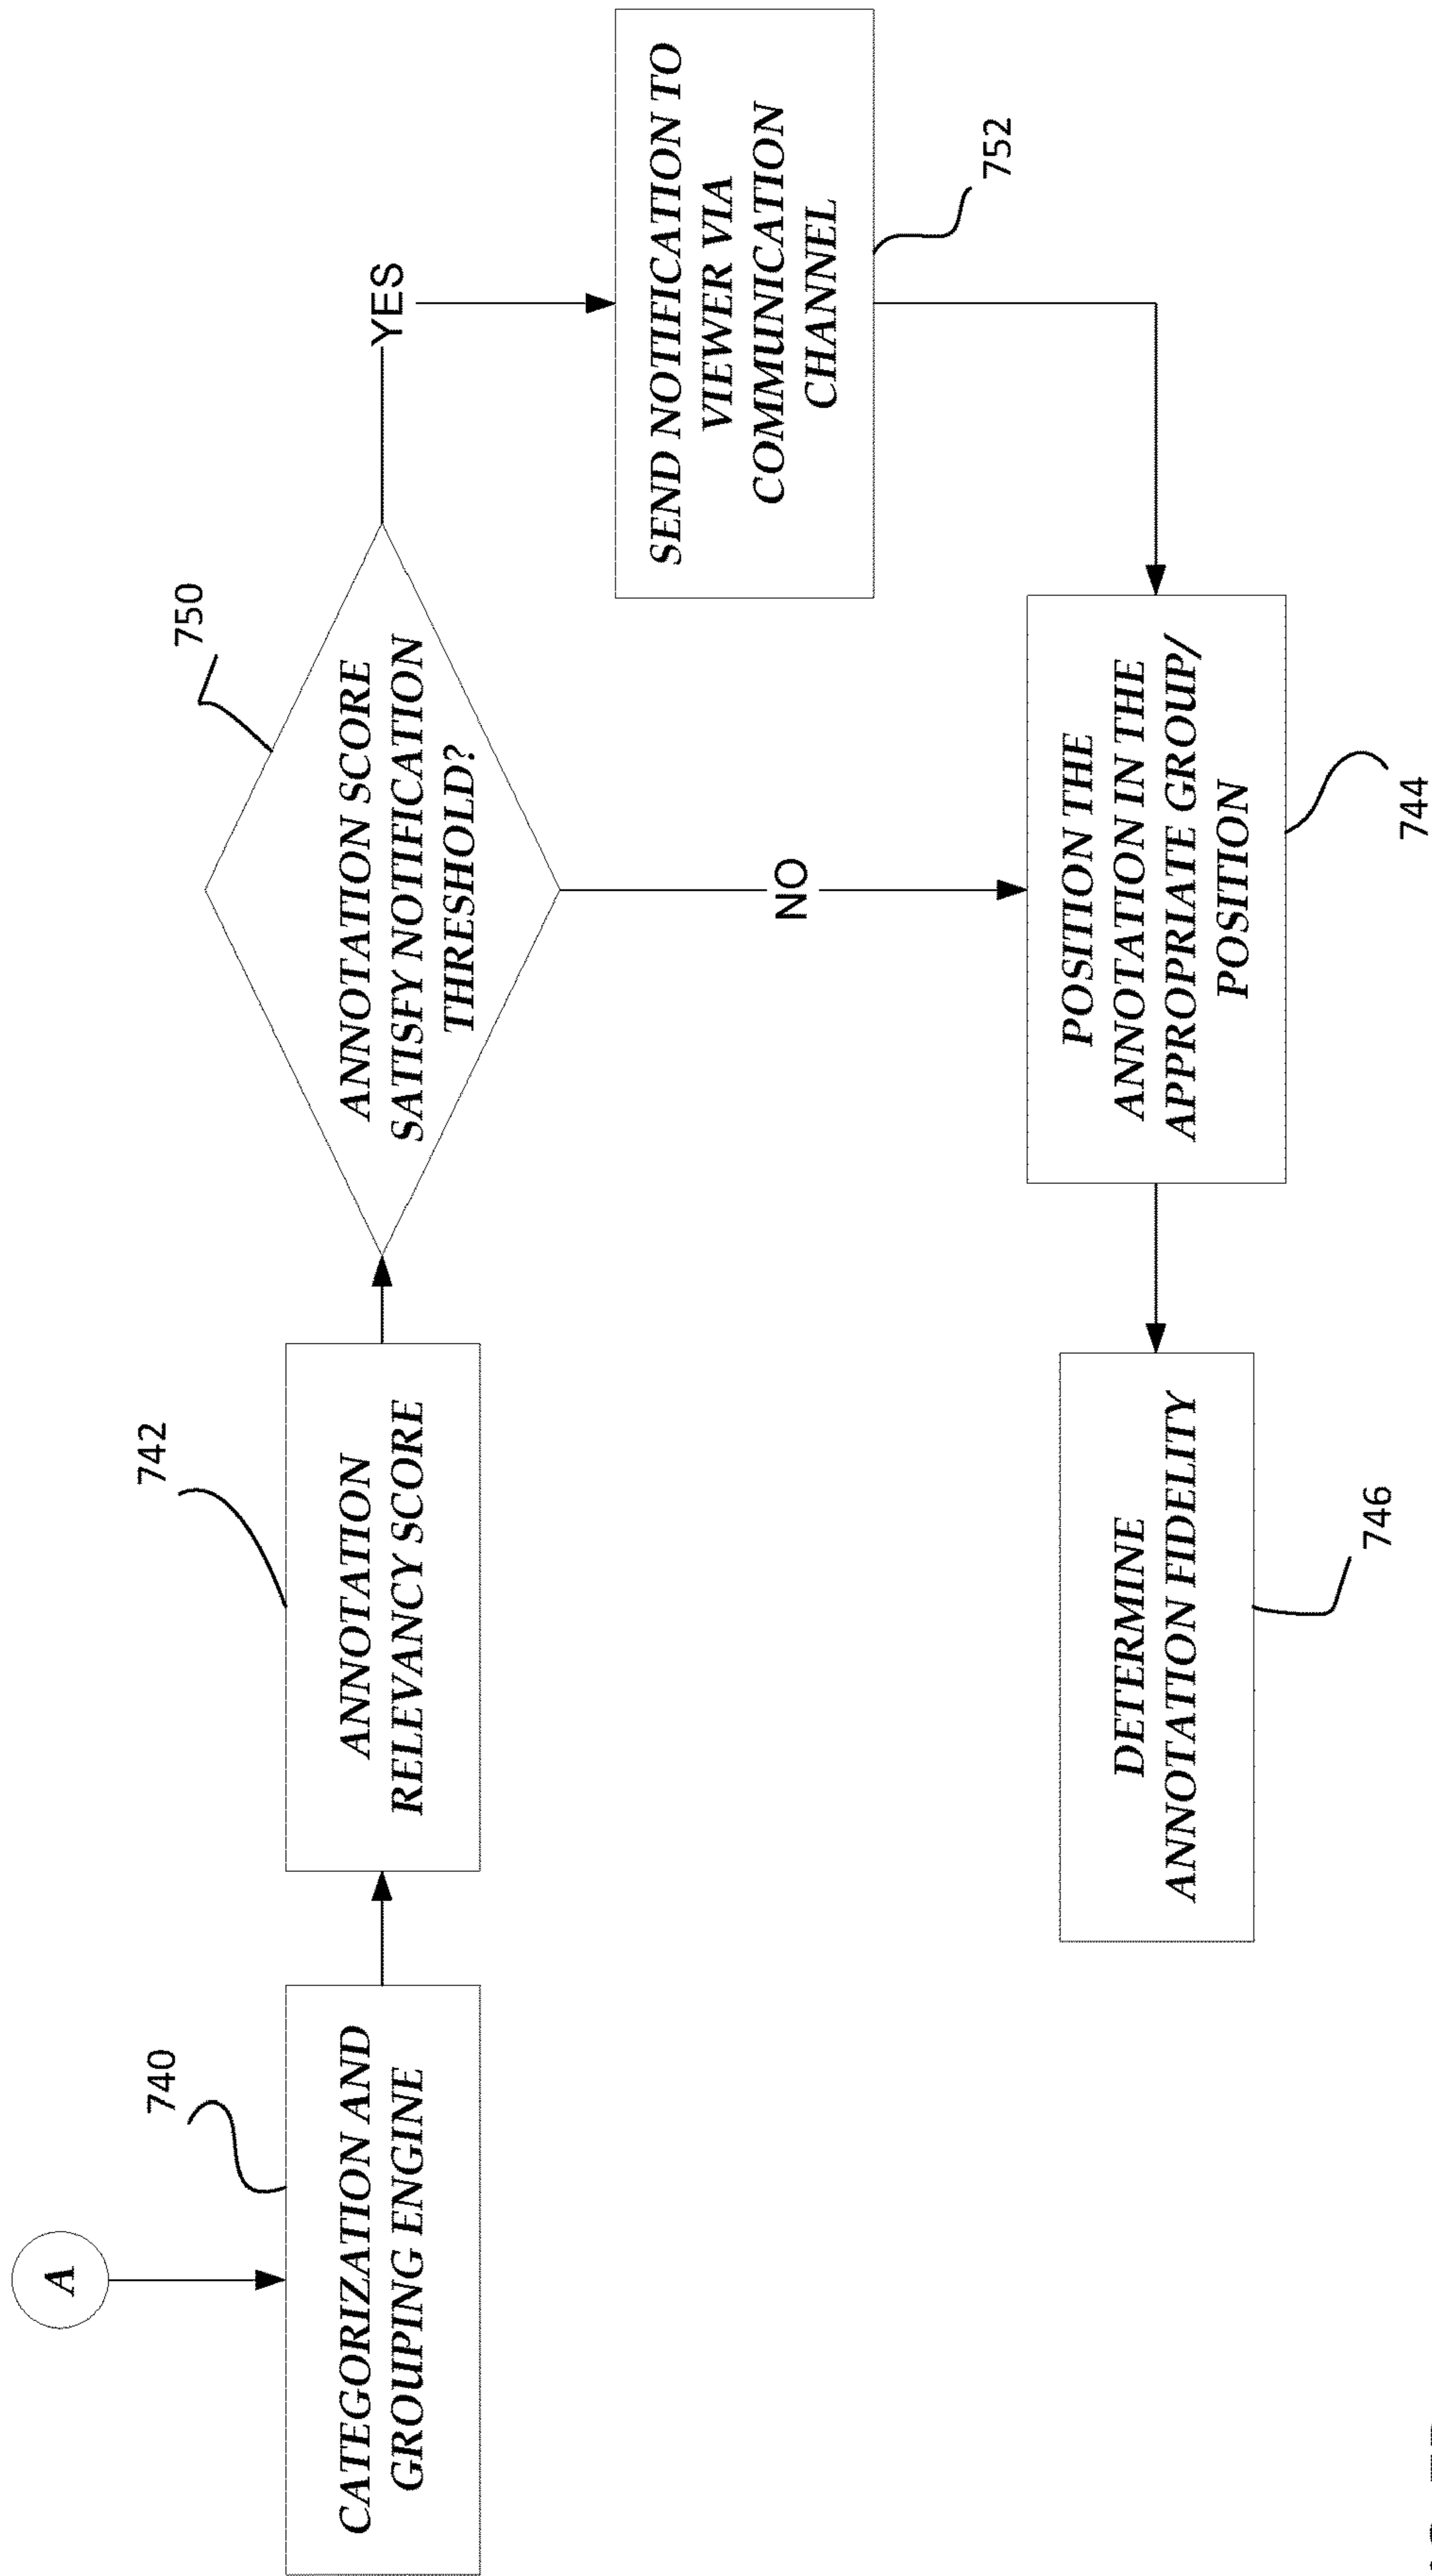 A
740
CATEGORIZATION AND
GROUPING ENGINE
742
ANNOTATION
RELEVANCY SCORE
750
ANNOTATION SCORE
SATISFY NOTIFICATION
THRESHOLD?
YES
NO
SEND NOTIFICATION TO
VIEWER VIA
COMMUNICATION
CHANNEL
752
POSITION THE
ANNOTATION IN THE
APPROPRIATE GROUP/
POSITION
744
DETERMINE
ANNOTATION FIDELITY
746